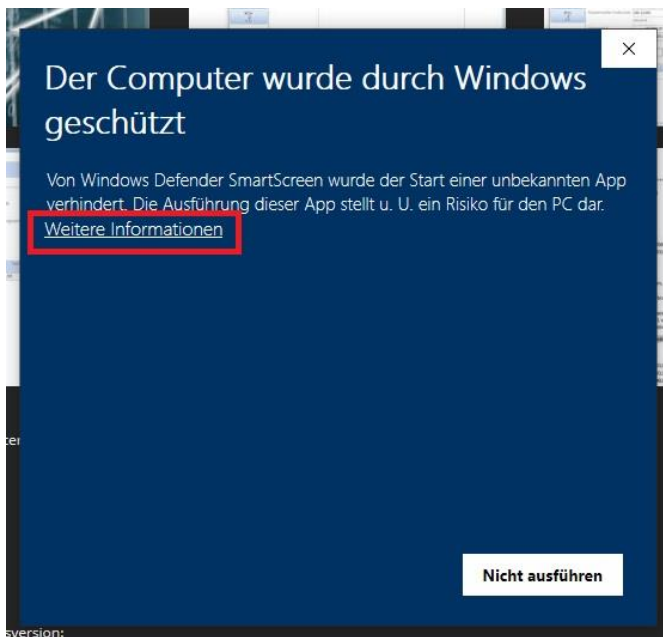 Der Computer wurde durch Windows
geschützt
Von Windows Defender SmartScreen wurde der Start einer unbekannten App
verhindert. Die Ausführung dieser App stellt u. U. ein Risiko für den PC dar.
Weitere Informationen
Nicht ausführen
sversion: